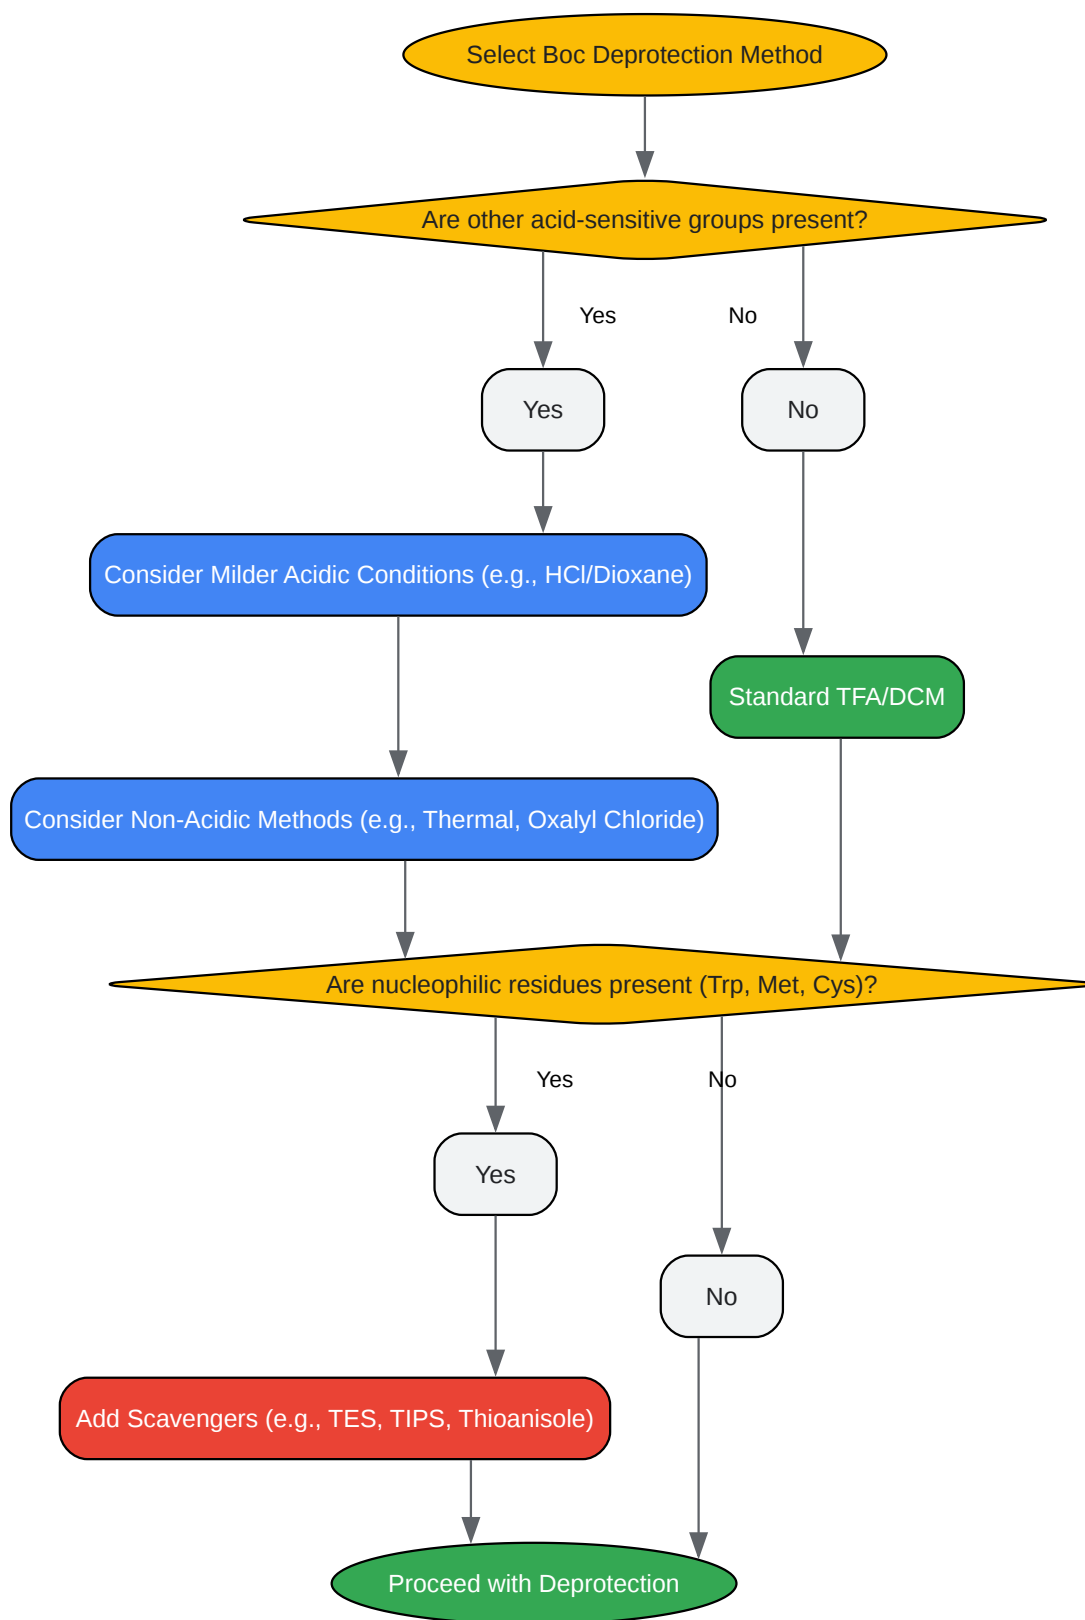 Select Boc Deprotection Method
Are other acid-sensitive groups present?
Yes
No
Yes
No
Consider Milder Acidic Conditions (e.g., HCl/Dioxane)
Standard TFA/DCM
Consider Non-Acidic Methods (e.g., Thermal, Oxalyl Chloride)
Are nucleophilic residues present (Trp, Met, Cys)?
Yes
No
Yes
No
Add Scavengers (e.g., TES, TIPS, Thioanisole)
Proceed with Deprotection